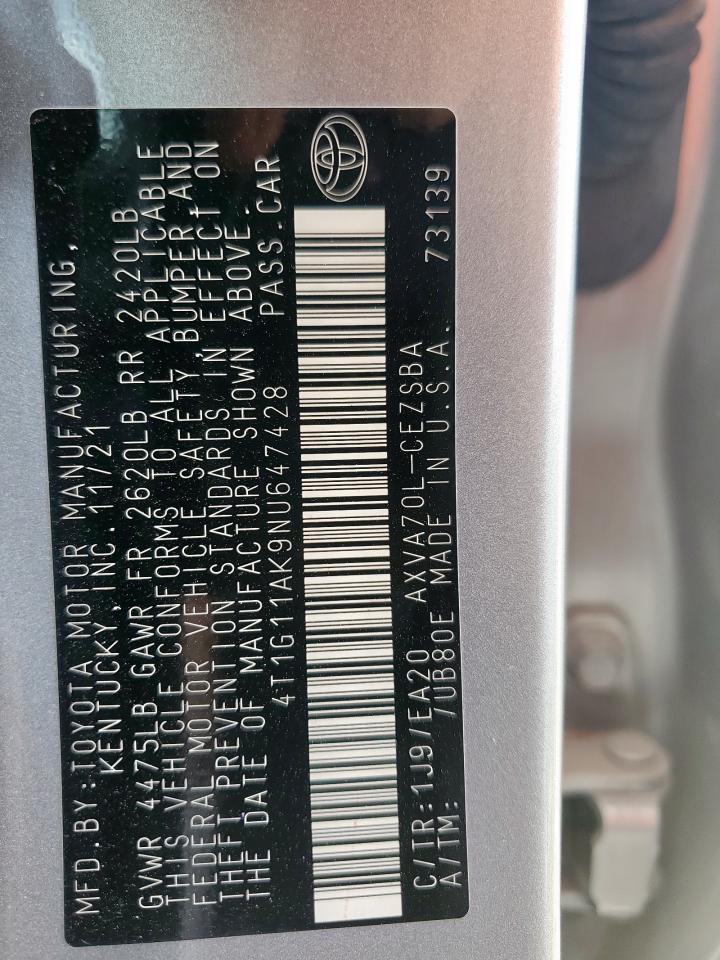 MFD.BY:TOYOTA MOTOR MANUFACTURING,
KENTUCKY,INC. 11/21
GVWR 4475LB GAWR FR 2620LB RR 2420LB
THIS VEHICLE CONFORMS TO ALL APPLICABLE
FEDERAL MOTOR VEHICLE SAFETY,BUMPER AND
THEFT PREVENTION STANDARDS IN EFFECT ON
THE DATE OF MANUFACTURE SHOWN ABOVE.
4T1G11AK9NU647428 PASS.CAR
C/TR:1J9/EA20 AXVA70L-CEZSBA 73139
A/TM: /UB80E MADE IN U.S.A.